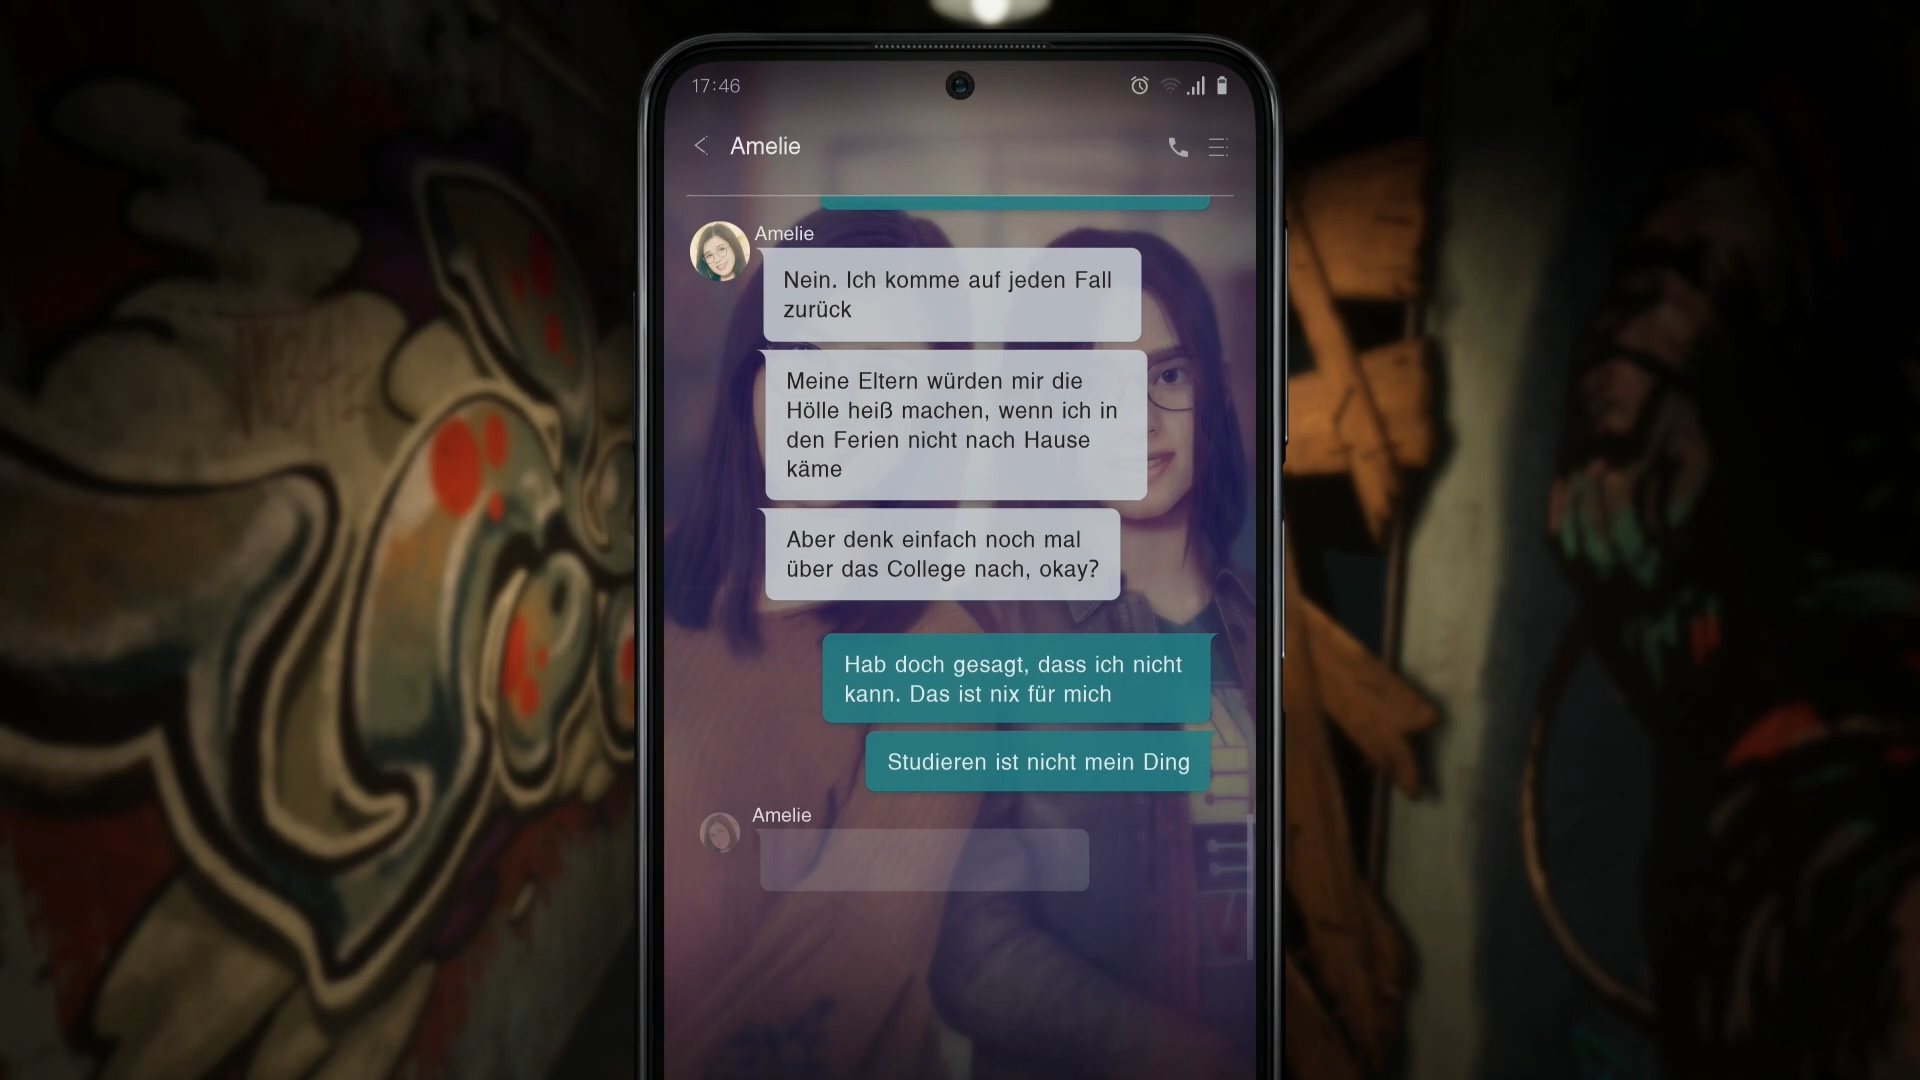 17:46
Amelie
Amelie
Nein. Ich komme auf jeden Fall
zurück
Meine Eltern würden mir die
Hölle heiß machen, wenn ich in
den Ferien nicht nach Hause
käme
Aber denk einfach noch mal
über das College nach, okay?
Hab doch gesagt, dass ich nicht
kann. Das ist nix für mich
Studieren ist nicht mein Ding
Amelie